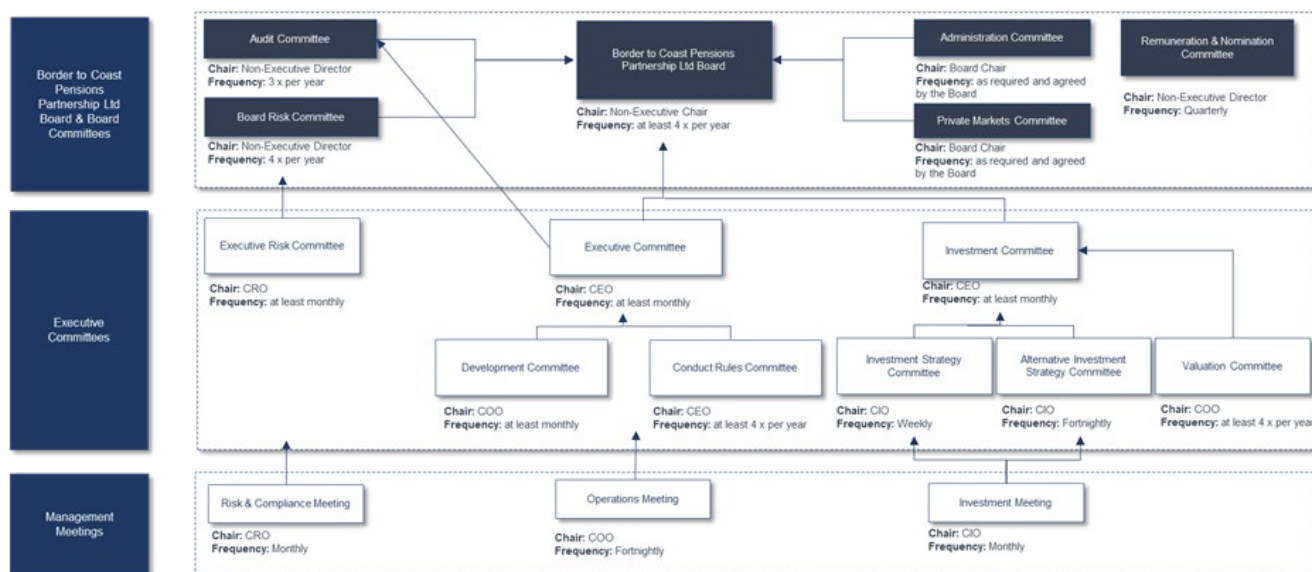 Border to Coast
Pensions
Partnership Ltd
Board & Board
Committees
Audit Committee
Chair: Non-Executive Director
Frequency: 3 x per year
Board Risk Committee
Chair: Non-Executive Director
Frequency: 4 x per year
Border to Coast Pensions
Partnership Ltd Board
Chair: Non-Executive Chair
Frequency: at least 4 x per year
Administration Committee
Chair: Board Chair
Frequency: as required and agreed
by the Board
Private Markets Committee
Chair: Board Chair
Frequency: as required and agreed
by the Board
Remuneration & Nomination
Committee
Chair: Non-Executive Director
Frequency: Quarterly
Executive
Committees
Executive Risk Committee
Chair: CRO
Frequency: at least monthly
Executive Committee
Chair: CEO
Frequency: at least monthly
Investment Committee
Chair: CEO
Frequency: at least monthly
Development Committee
Chair: COO
Frequency: at least monthly
Conduct Rules Committee
Chair: CEO
Frequency: at least 4 x per year
Investment Strategy
Committee
Chair: CIO
Frequency: Weekly
Alternative Investment
Strategy Committee
Chair: CIO
Frequency: Fortnightly
Valuation Committee
Chair: COO
Frequency: at least 4 x per year
Management
Meetings
Risk & Compliance Meeting
Chair: CRO
Frequency: Monthly
Operations Meeting
Chair: COO
Frequency: Fortnightly
Investment Meeting
Chair: CIO
Frequency: Monthly